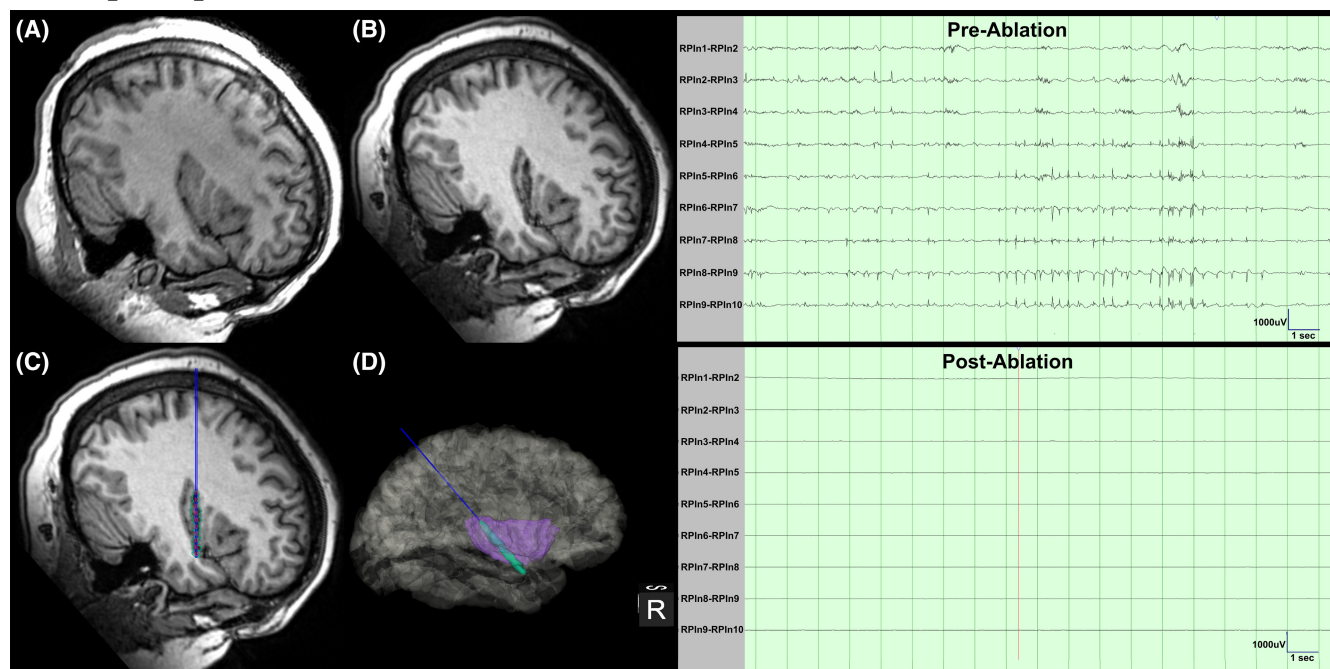 (A)
(B)
Pre-Ablation
RPIn1-RPIn2
RPIn2-RPIn3
RPIn3-RPIn4
RPIn4-RPIn5
RPIn5-RPIn6
RPIn6-RPIn7
RPIn7-RPIn8
RPIn8-RPIn9
RPIn9-RPIn10
1000uV
1 sec
(C)
(D)
S
R
Post-Ablation
RPIn1-RPIn2
RPIn2-RPIn3
RPIn3-RPIn4
RPIn4-RPIn5
RPIn5-RPIn6
RPIn6-RPIn7
RPIn7-RPIn8
RPIn8-RPIn9
RPIn9-RPIn10
1000uV
1 sec